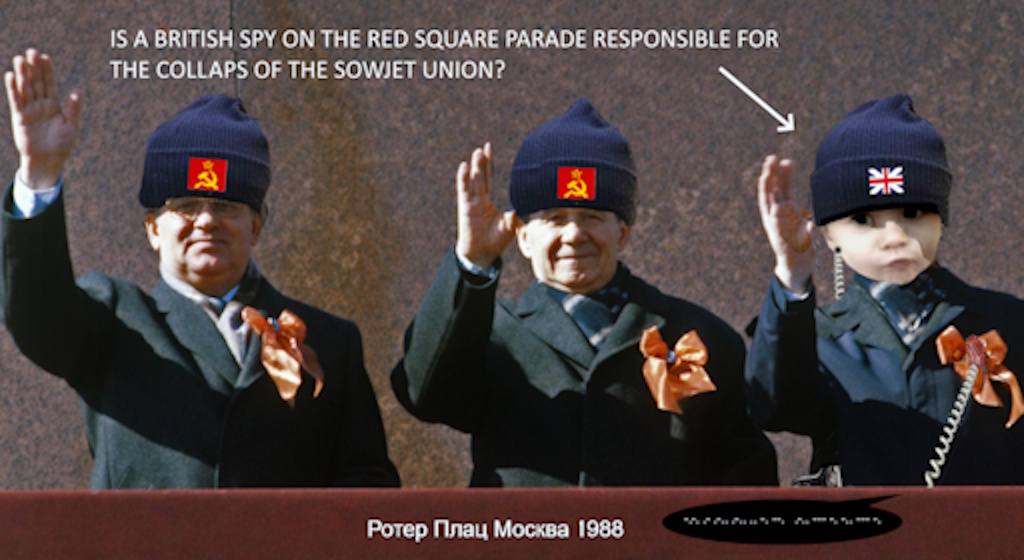 IS A BRITISH SPY ON THE RED SQUARE PARADE RESPONSIBLE FOR
THE COLLAPS OF THE SOWJET UNION?
Ротер Плац Москва 1988